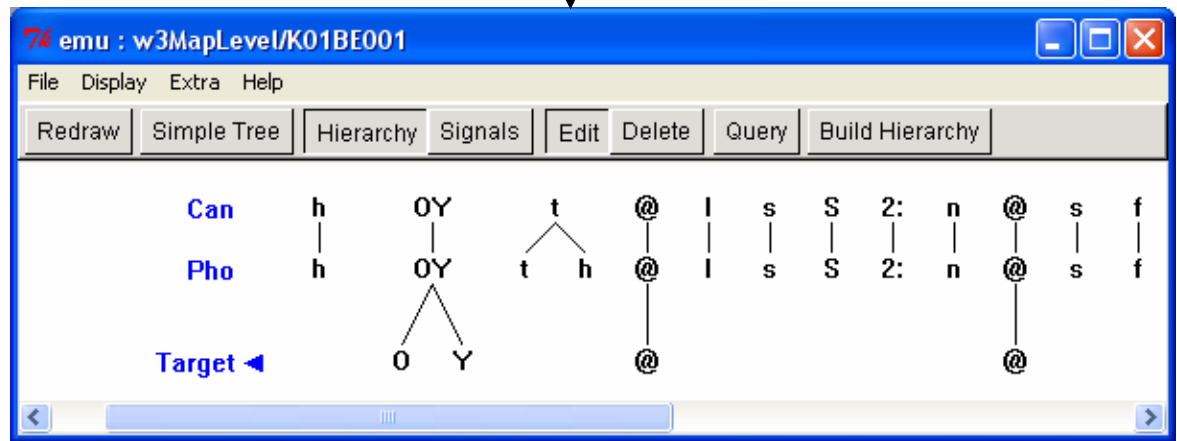 7% emu : w3MapLevel/K01BE001
File Display Extra Help
Redraw Simple Tree Hierarchy Signals Edit Delete Query Build Hierarchy
Can h OY t @ I s S 2: n @ s f
Pho h OY t h @ I s S 2: n @ s f
Target O Y @ @